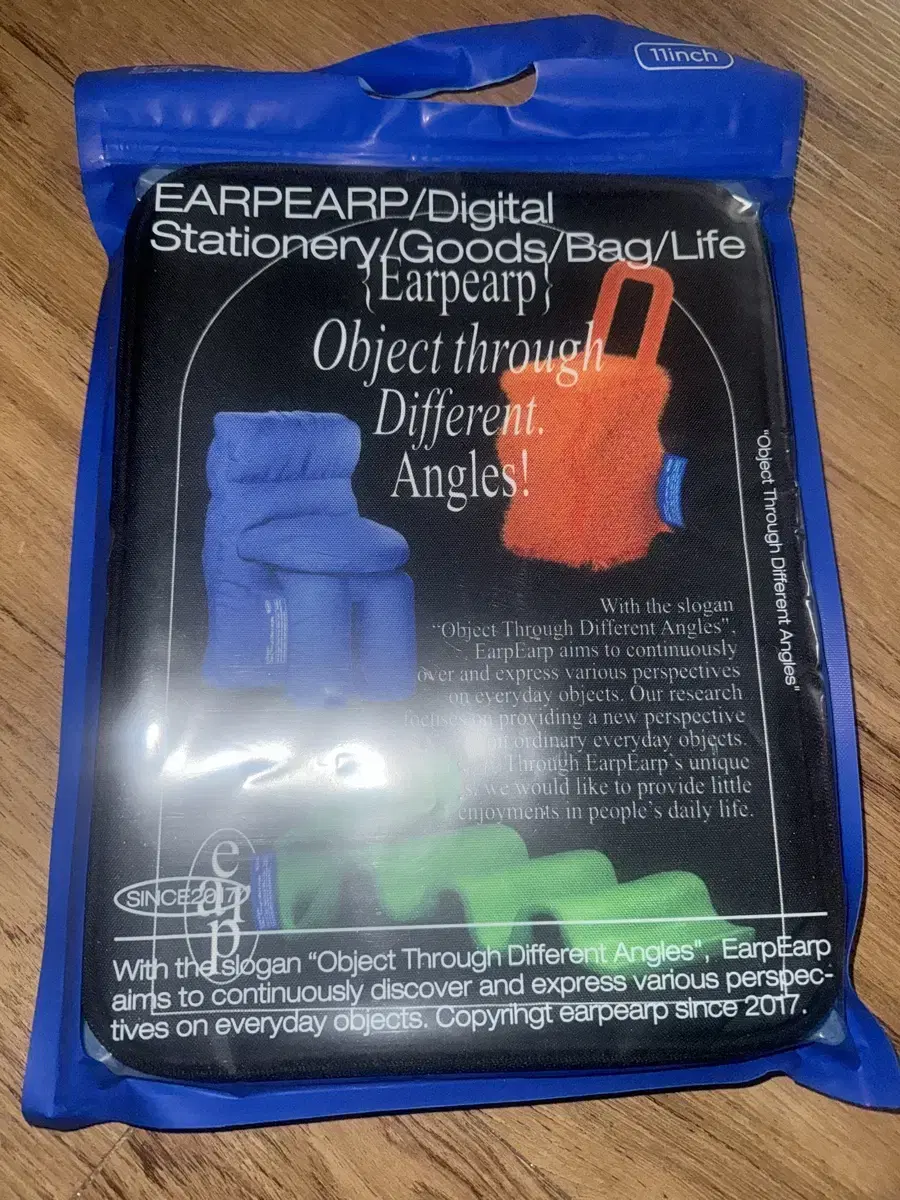 11inch
EARPEARP/Digital
Stationery/Goods/Bag/Life
{Earpearp}
Object through
Different.
Angles!
"Object Through Different Angles"
With the slogan
"Object Through Different Angles",
EarpEarp aims to continuously
over and express various perspectives
on everyday objects. Our research
focuses on providing a new perspective
on ordinary everyday objects.
Through EarpEarp's unique
we would like to provide little
enjoyments in people's daily life.
earp
SINCE2017
With the slogan "Object Through Different Angles", EarpEarp
aims to continuously discover and express various perspec-
tives on everyday objects. Copyrihgt earpearp since 2017.